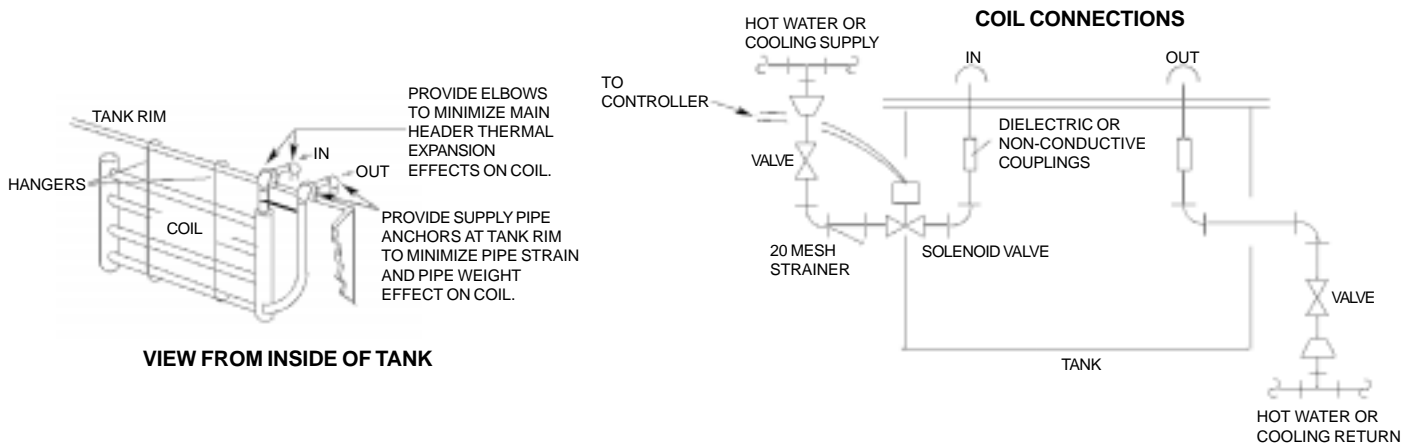 TANK RIM
HANGERS
COIL
IN
OUT
PROVIDE ELBOWS
TO MINIMIZE MAIN
HEADER THERMAL
EXPANSION
EFFECTS ON COIL.
PROVIDE SUPPLY PIPE
ANCHORS AT TANK RIM
TO MINIMIZE PIPE STRAIN
AND PIPE WEIGHT
EFFECT ON COIL.
VIEW FROM INSIDE OF TANK
COIL CONNECTIONS
HOT WATER OR
COOLING SUPPLY
IN
OUT
TO
CONTROLLER
DIELECTRIC OR
NON-CONDUCTIVE
COUPLINGS
VALVE
20 MESH
STRAINER
SOLENOID VALVE
VALVE
TANK
HOT WATER OR
COOLING RETURN